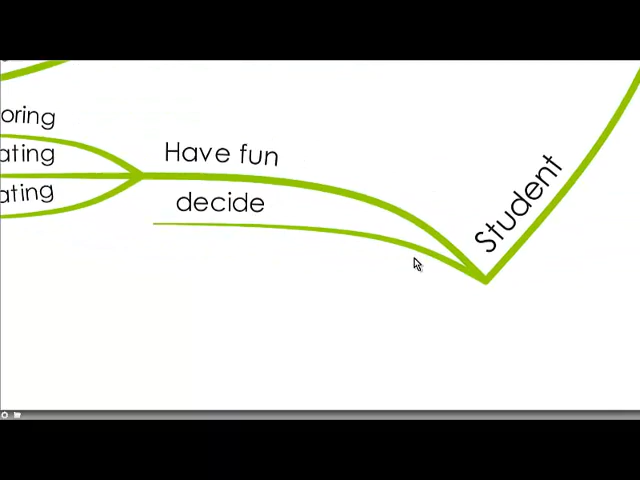 oring
ating
ating
Have fun
decide
Student